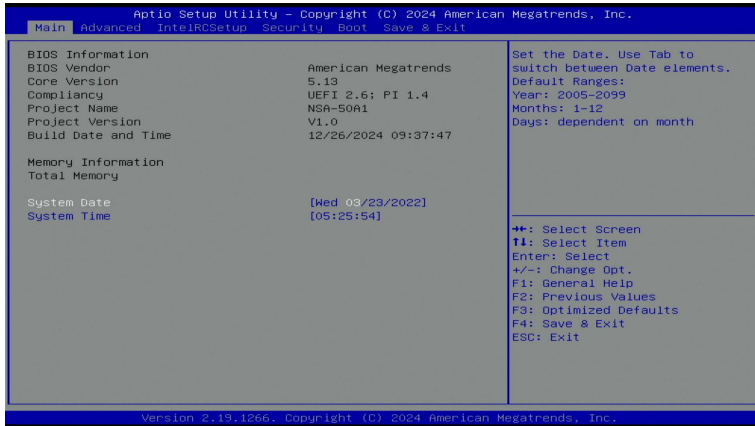 Aptio Setup Utility – Copyright (C) 2024 American Megatrends, Inc.
Main Advanced IntelRCSetup Security Boot Save & Exit
BIOS Information
BIOS Vendor American Megatrends
Core Version 5.13
Compliancy UEFI 2.6; PI 1.4
Project Name NSA-50A1
Project Version V1.0
Build Date and Time 12/26/2024 09:37:47
Memory Information
Total Memory
System Date [Wed 03/23/2022]
System Time [05:25:54]
Set the Date. Use Tab to
switch between Date elements.
Default Ranges:
Year: 2005-2099
Months: 1-12
Days: dependent on month
→←: Select Screen
↑↓: Select Item
Enter: Select
+/-: Change Opt.
F1: General Help
F2: Previous Values
F3: Optimized Defaults
F4: Save & Exit
ESC: Exit
Version 2.19.1266. Copyright (C) 2024 American Megatrends, Inc.